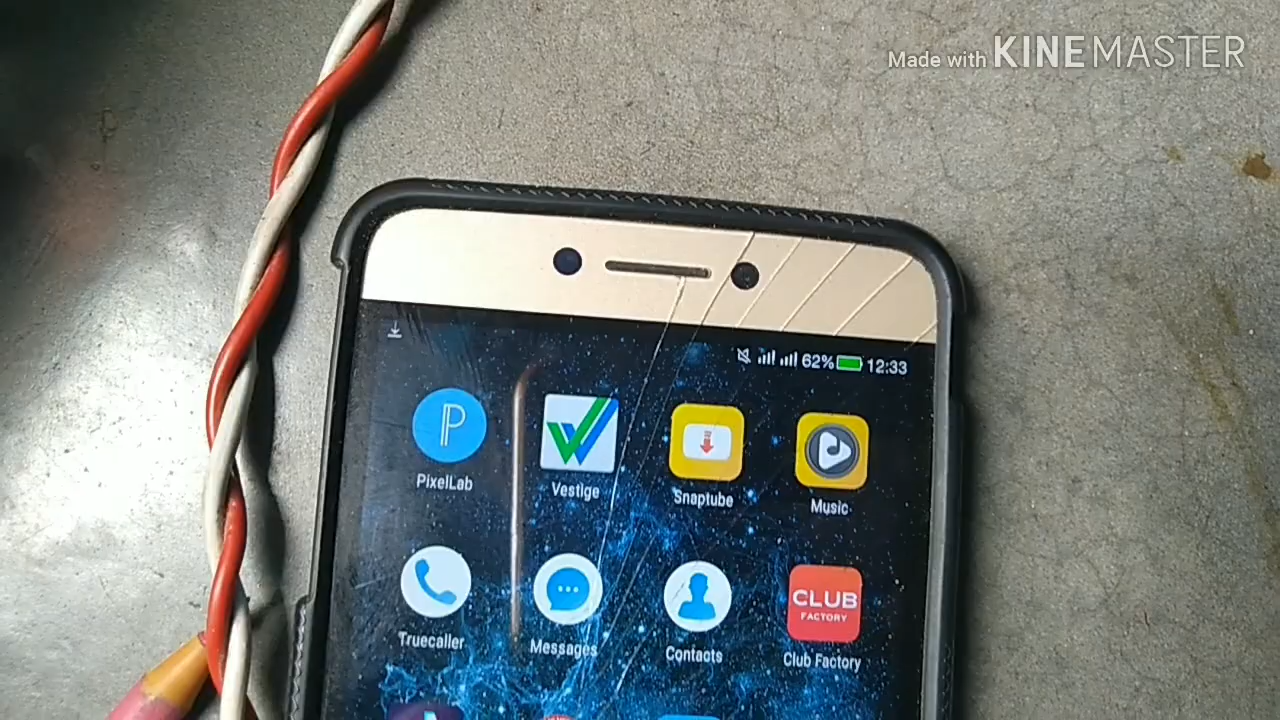 Made with KINEMASTER
62% 12:33
PixelLab
Vestige
Snaptube
Music
Truecaller
Messages
Contacts
CLUB
FACTORY
Club Factory